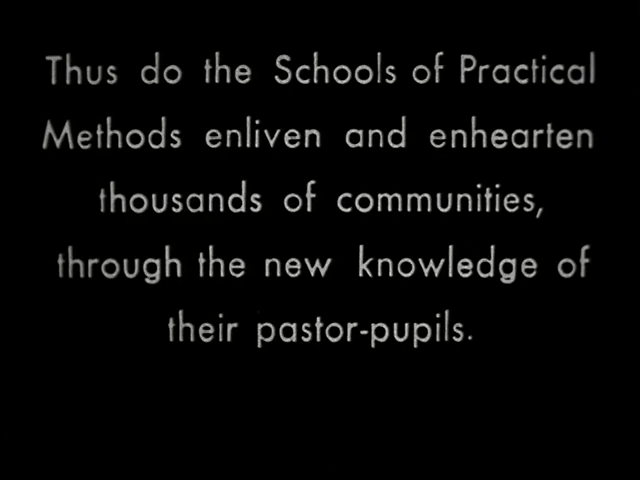 Thus do the Schools of Practical
Methods enliven and enhearten
thousands of communities,
through the new knowledge of
their pastor-pupils.